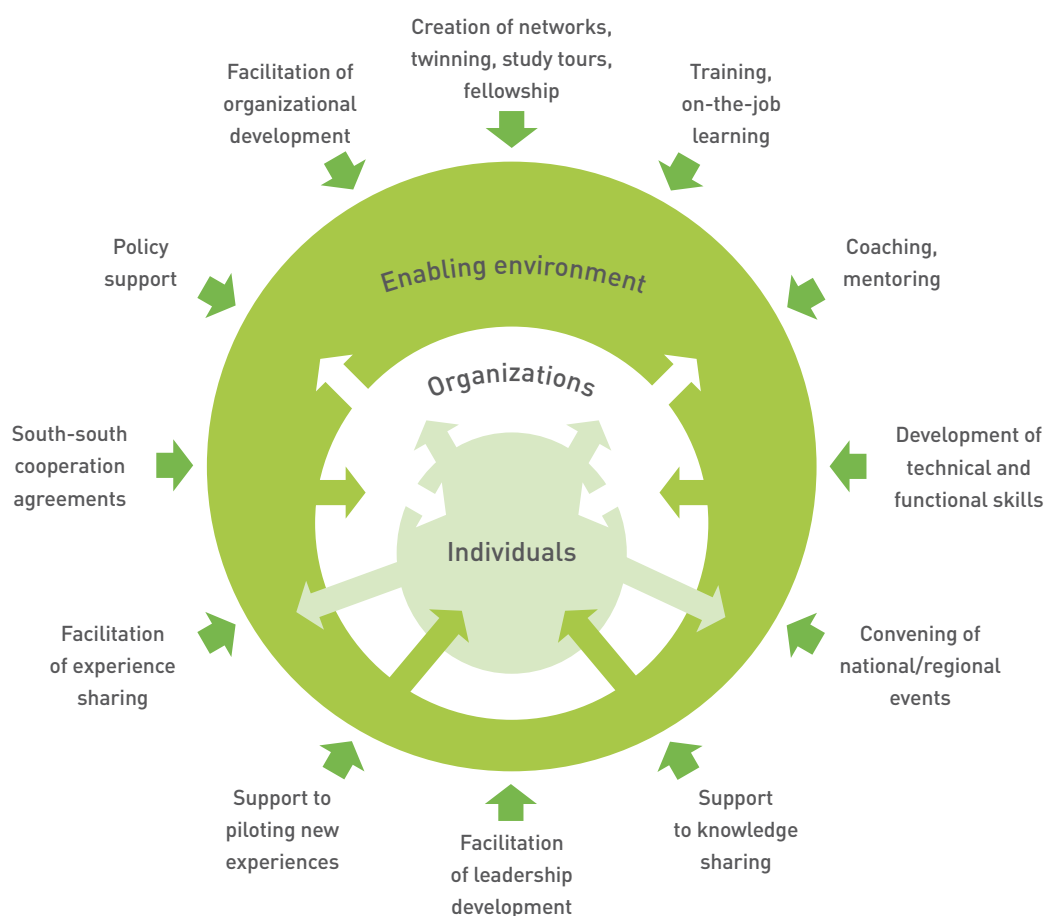 Creation of networks,
twinning, study tours,
fellowship
Facilitation of
organizational
development
Training,
on-the-job
learning
Policy
support
Coaching,
mentoring
Enabling environment
Organizations
South-south
cooperation
agreements
Development of
technical and
functional skills
Individuals
Facilitation
of experience
sharing
Convening of
national/regional
events
Support to
piloting new
experiences
Support
to knowledge
sharing
Facilitation
of leadership
development